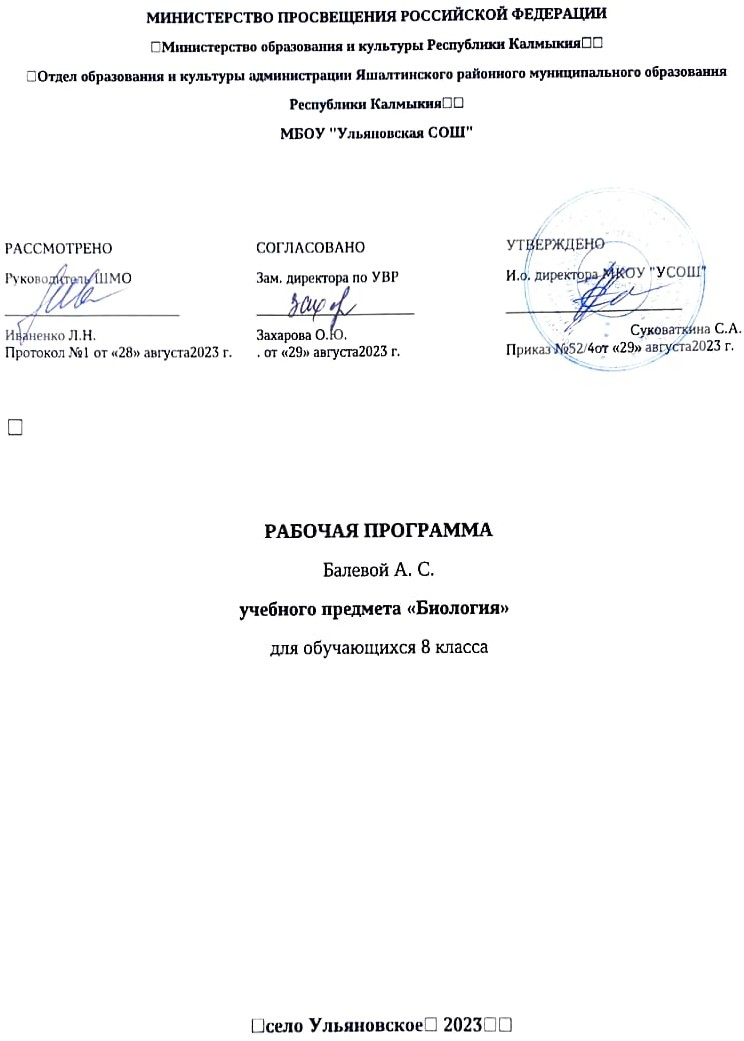 МИНИСТЕРСТВО ПРОСВЕЩЕНИЯ РОССИЙСКОЙ ФЕДЕРАЦИИ
□Министерство образования и культуры Республики Калмыкия□□
□Отдел образования и культуры администрации Яшалтинского районного муниципального образования
Республики Калмыкия□□
МБОУ "Ульяновская СОШ"
РАССМОТРЕНО
Руководитель ШМО
Иваненко Л.Н.
Протокол №1 от «28» августа2023 г.
СОГЛАСОВАНО
Зам. директора по УВР
Захарова О.Ю.
. от «29» августа2023 г.
УТВЕРЖДЕНО
И.о. директора МКОУ "УСОШ"
Суковаткина С.А.
Приказ №52/4от «29» августа2023 г.
□
РАБОЧАЯ ПРОГРАММА
Балевой А. С.
учебного предмета «Биология»
для обучающихся 8 класса
□село Ульяновское□ 2023□□